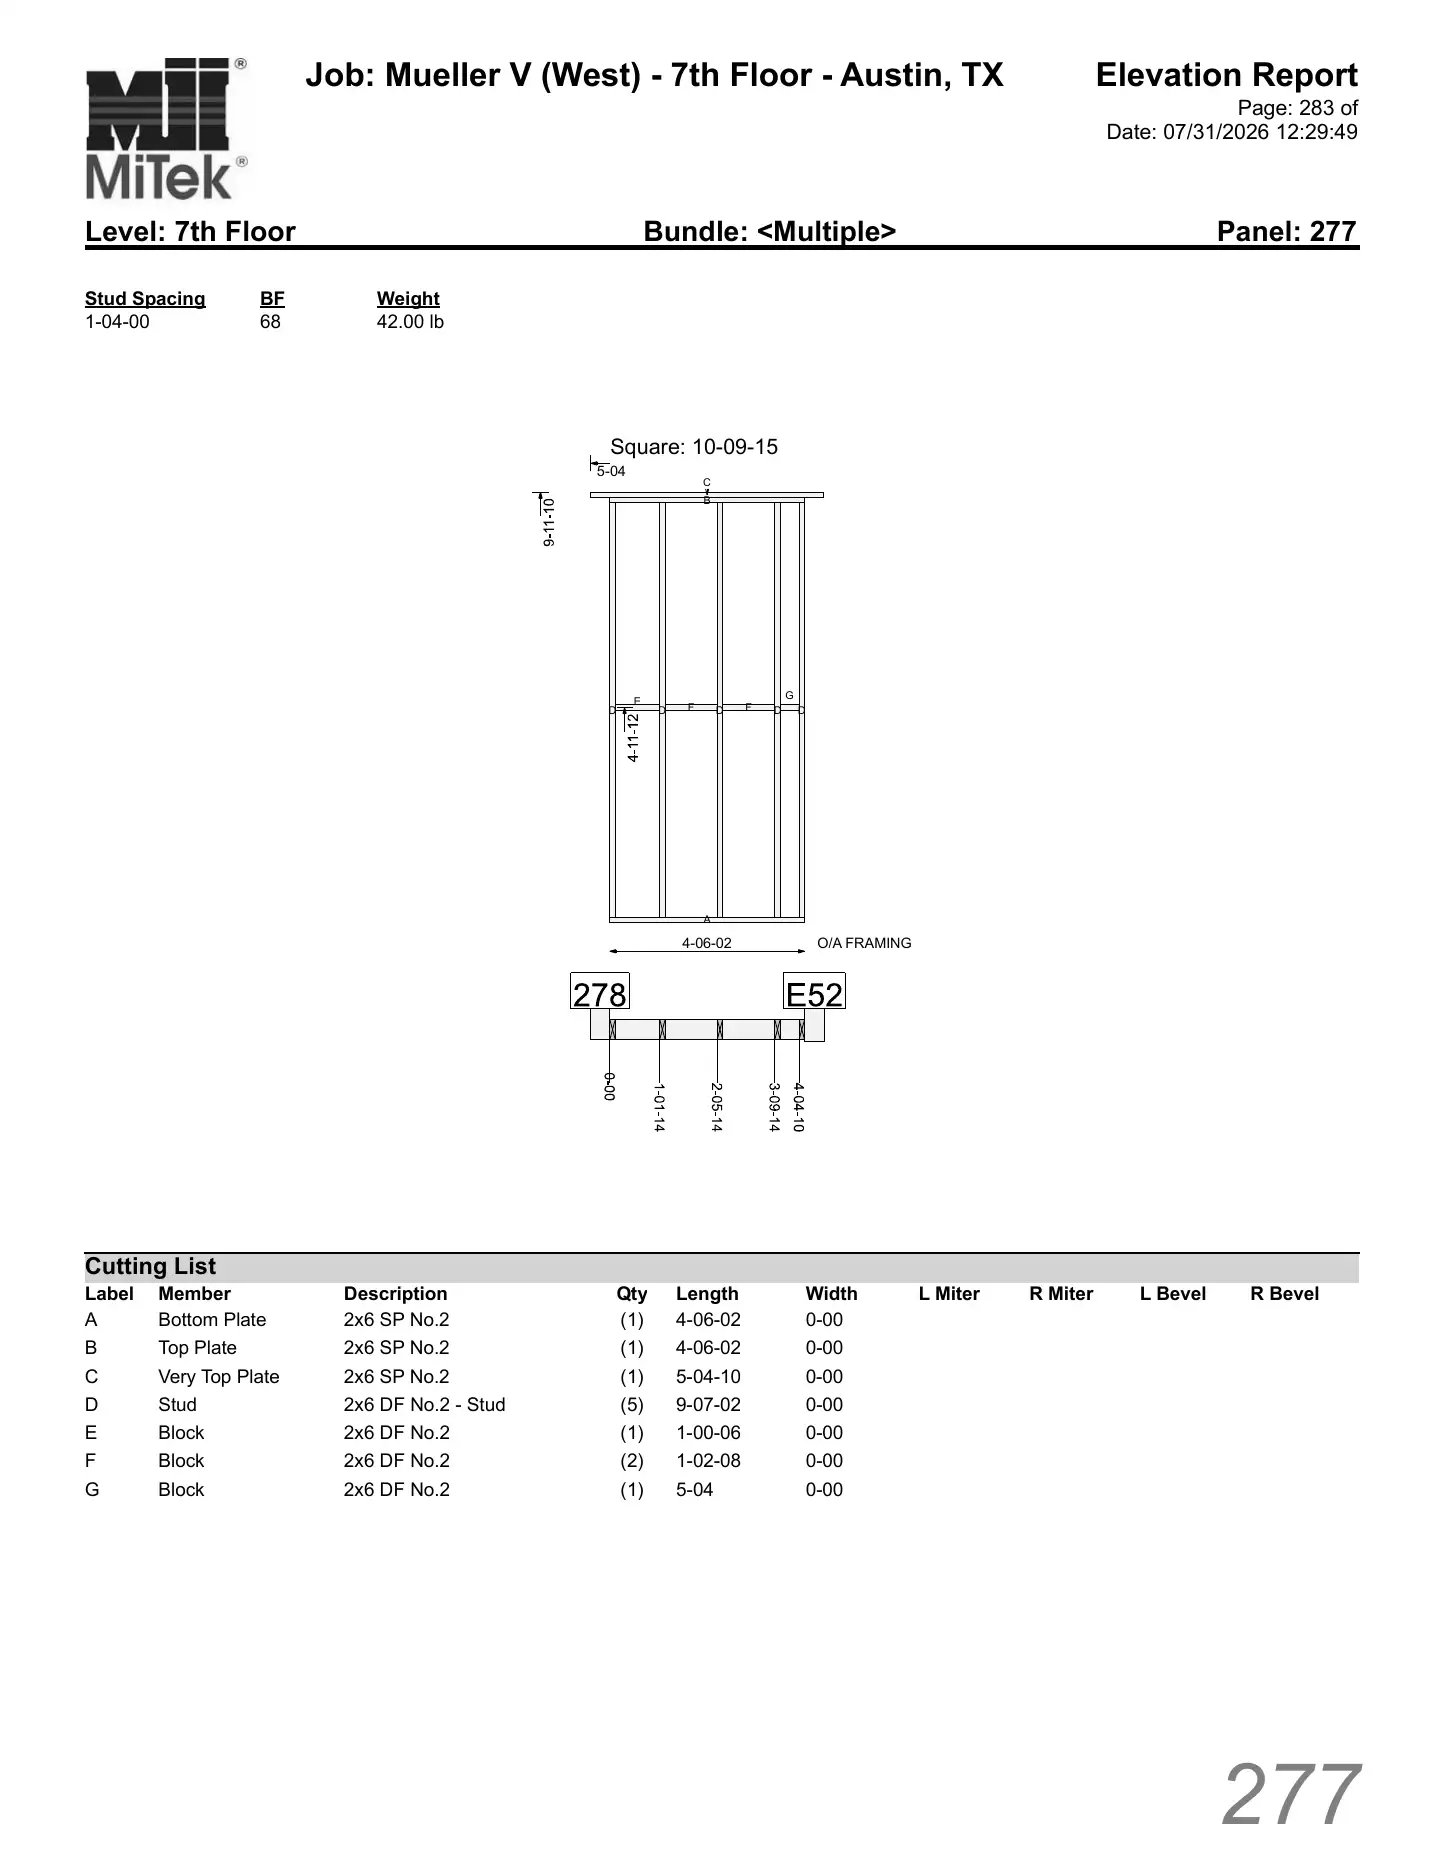 Job: Mueller V (West) - 7th Floor - Austin, TX
Elevation Report
Page: 283 of
Date: 07/31/2026 12:29:49
MiTek®
Level: 7th Floor Bundle: <Multiple> Panel: 277
Stud Spacing BF Weight
1-04-00 68 42.00 lb
Square: 10-09-15
5-04
C
B
9-11-10
F F F G
4-11-12
A
4-06-02 O/A FRAMING
278 E52
0-00 1-01-14 2-05-14 3-09-14 4-04-10
Cutting List
Label Member Description Qty Length Width L Miter R Miter L Bevel R Bevel
A Bottom Plate 2x6 SP No.2 (1) 4-06-02 0-00
B Top Plate 2x6 SP No.2 (1) 4-06-02 0-00
C Very Top Plate 2x6 SP No.2 (1) 5-04-10 0-00
D Stud 2x6 DF No.2 - Stud (5) 9-07-02 0-00
E Block 2x6 DF No.2 (1) 1-00-06 0-00
F Block 2x6 DF No.2 (2) 1-02-08 0-00
G Block 2x6 DF No.2 (1) 5-04 0-00
277